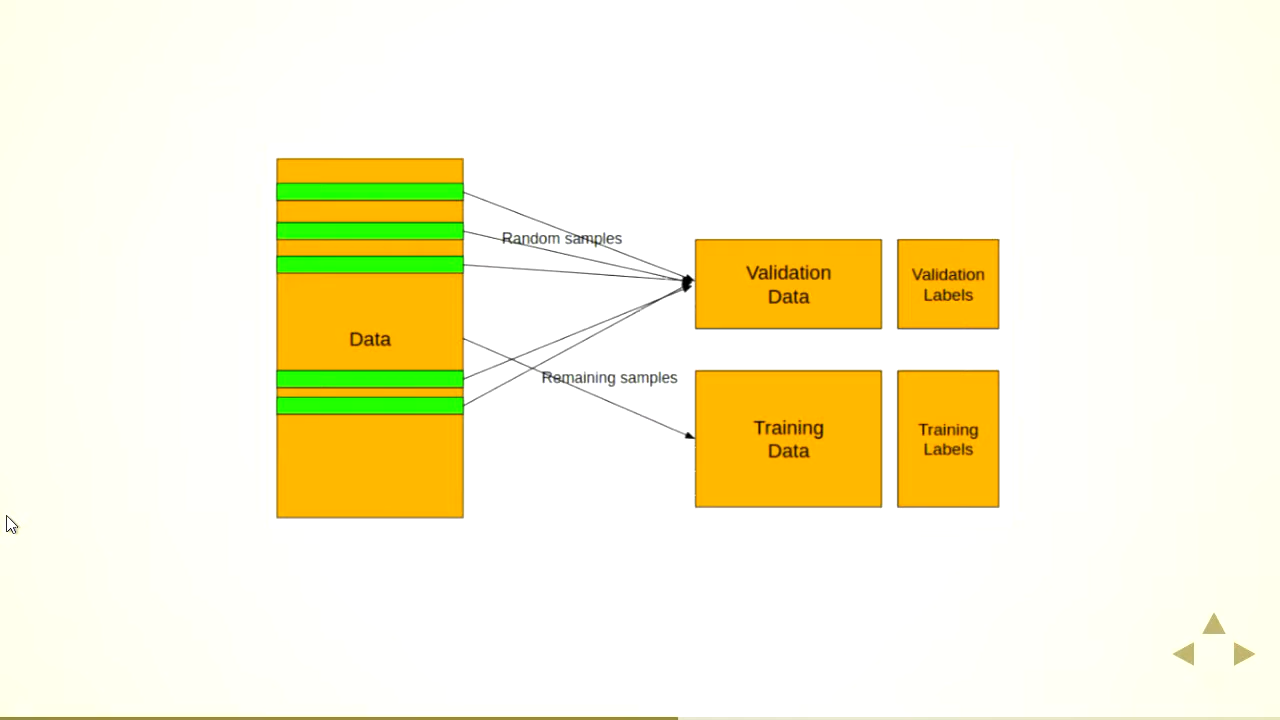 Random samples
Validation
Data
Validation
Labels
Data
Remaining samples
Training
Data
Training
Labels